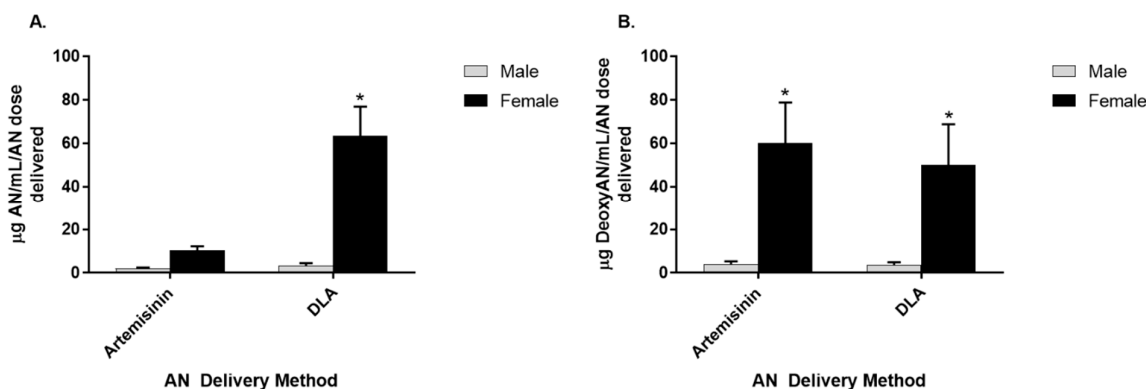 A.
μg AN/mL/AN dose
delivered
100
80
60
40
20
0
*
Male
Female
Artemisinin
DLA
AN Delivery Method
B.
μg DeoxyAN/mL/AN dose
delivered
100
80
60
40
20
0
*
*
Male
Female
Artemisinin
DLA
AN Delivery Method